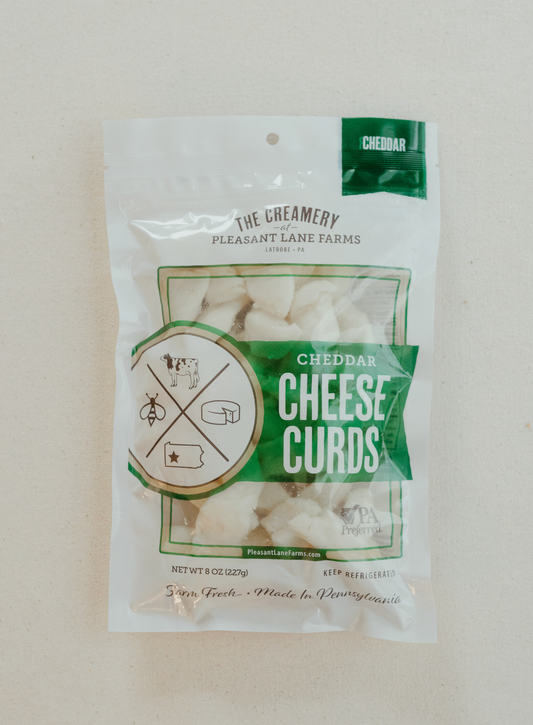 CHEDDAR
THE CREAMERY
at
PLEASANT LANE FARMS
LATROBE - PA
CHEDDAR
CHEESE
CURDS
PA
Preferred
PleasantLaneFarms.com
NET WT 8 OZ (227g)
KEEP REFRIGERATED
Farm Fresh • Made In Pennsylvania